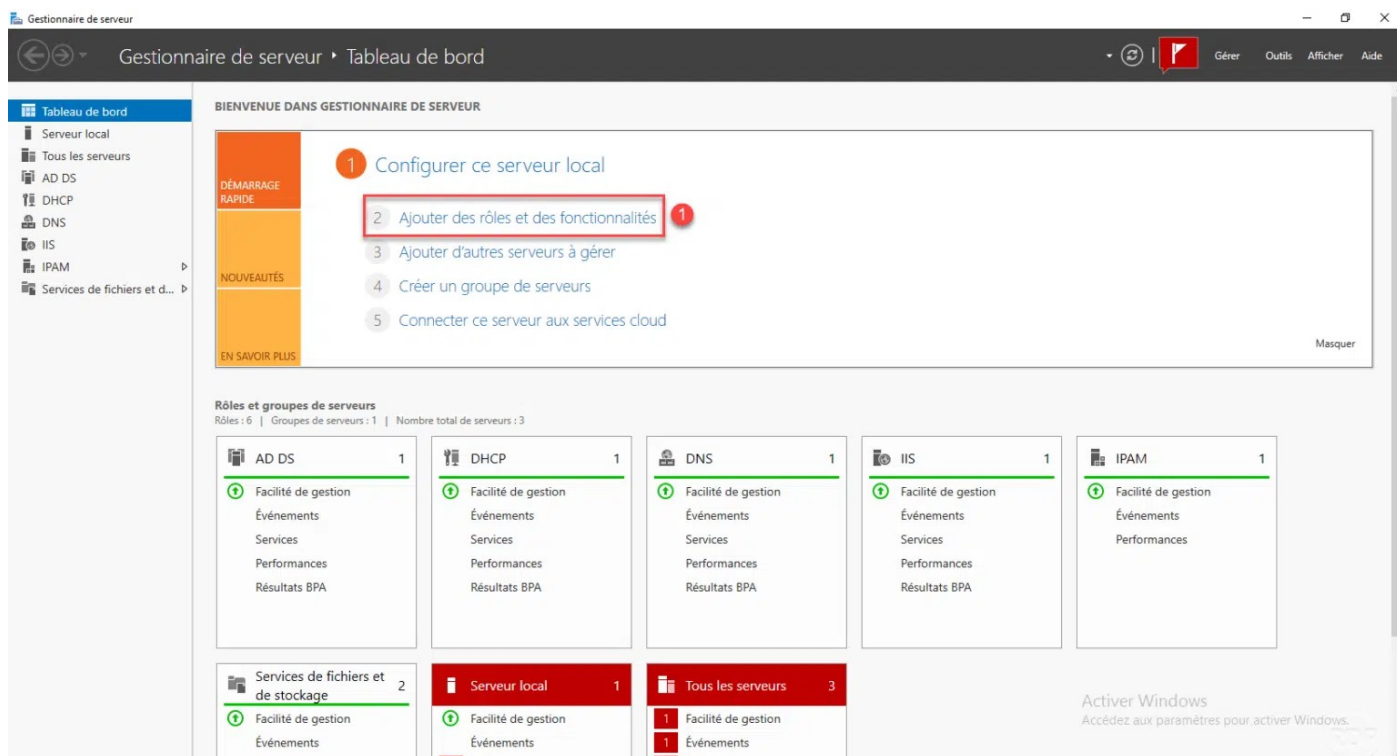 Gestionnaire de serveur
Gestionnaire de serveur ‣ Tableau de bord
Gérer Outils Afficher Aide
Tableau de bord
Serveur local
Tous les serveurs
AD DS
DHCP
DNS
IIS
IPAM
Services de fichiers et d...
BIENVENUE DANS GESTIONNAIRE DE SERVEUR
DÉMARRAGE
RAPIDE
NOUVEAUTÉS
EN SAVOIR PLUS
1 Configurer ce serveur local
2 Ajouter des rôles et des fonctionnalités 1
3 Ajouter d'autres serveurs à gérer
4 Créer un groupe de serveurs
5 Connecter ce serveur aux services cloud
Masquer
Rôles et groupes de serveurs
Rôles : 6 | Groupes de serveurs : 1 | Nombre total de serveurs : 3
AD DS 1
Facilité de gestion
Événements
Services
Performances
Résultats BPA
DHCP 1
Facilité de gestion
Événements
Services
Performances
Résultats BPA
DNS 1
Facilité de gestion
Événements
Services
Performances
Résultats BPA
IIS 1
Facilité de gestion
Événements
Services
Performances
Résultats BPA
IPAM 1
Facilité de gestion
Événements
Performances
Services de fichiers et
de stockage 2
Facilité de gestion
Événements
Serveur local 1
Facilité de gestion
Événements
Tous les serveurs 3
1 Facilité de gestion
1 Événements
Activer Windows
Accédez aux paramètres pour activer Windows.